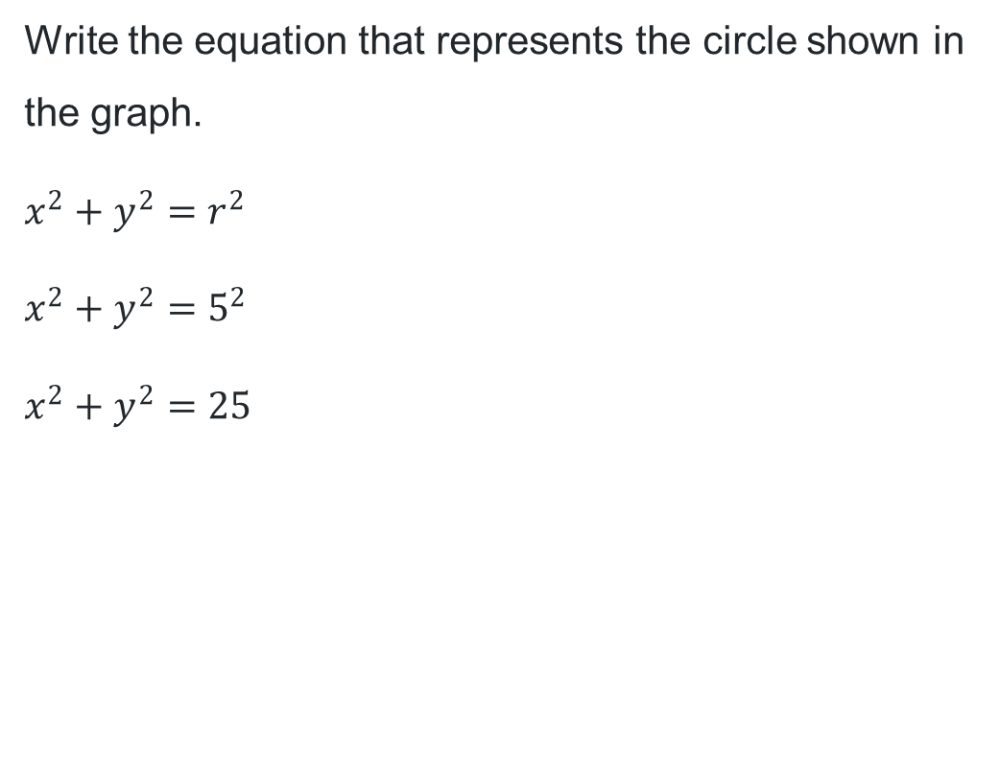 Write the equation that represents the circle shown in
the graph.
x² + y² = r²
x² + y² = 5²
x² + y² = 25